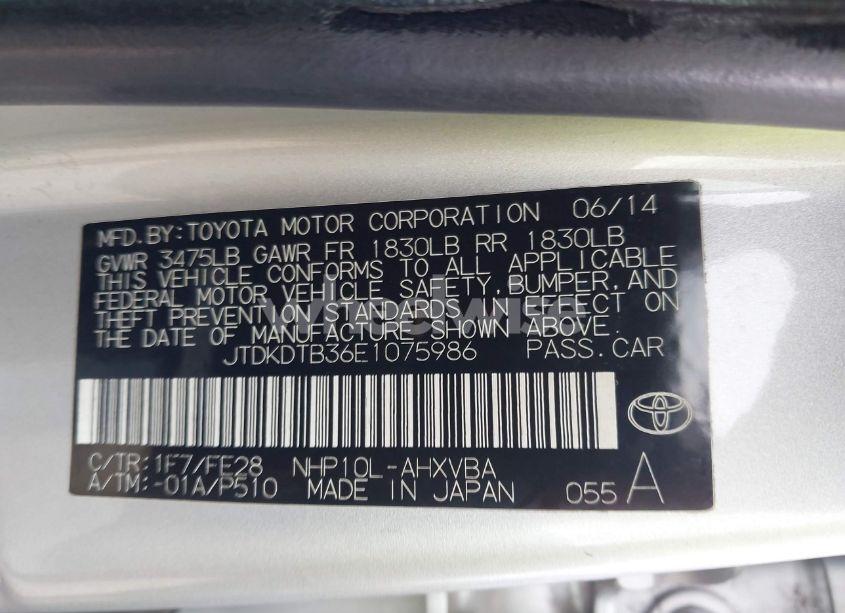 MFD.BY:TOYOTA MOTOR CORPORATION 06/14
GVWR 3475LB GAWR FR 1830LB RR 1830LB
THIS VEHICLE CONFORMS TO ALL APPLICABLE
FEDERAL MOTOR VEHICLE SAFETY,BUMPER,AND
THEFT PREVENTION STANDARDS IN EFFECT ON
THE DATE OF MANUFACTURE SHOWN ABOVE.
JTDKDTB36E1075986 PASS.CAR
C/TR:1F7/FE28 NHP10L-AHXVBA
A/TM:-01A/P510 MADE IN JAPAN 055 A